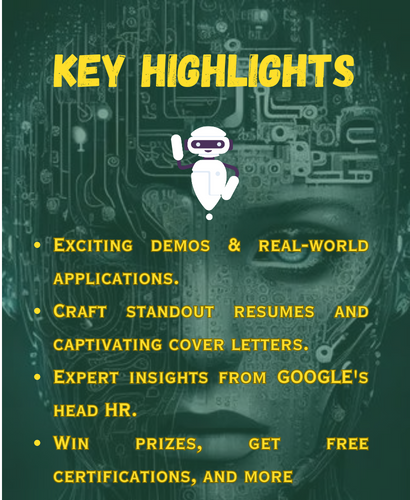 KEY HIGHLIGHTS
• Exciting demos & real-world
applications.
• Craft standout resumes and
captivating cover letters.
• Expert insights from GOOGLE's
head HR.
• Win prizes, get free
certifications, and more